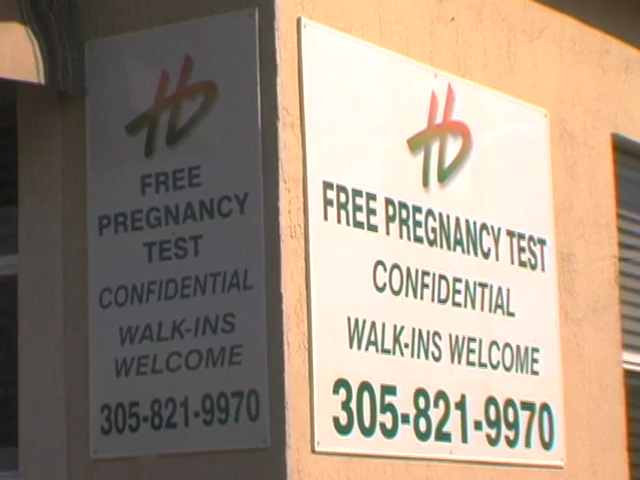 FREE
PREGNANCY
TEST
CONFIDENTIAL
WALK-INS
WELCOME
305-821-9970
FREE PREGNANCY TEST
CONFIDENTIAL
WALK-INS WELCOME
305-821-9970